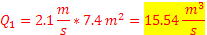 Q₁ = 2.1 m/s * 7.4 m² = 15.54 m³/s